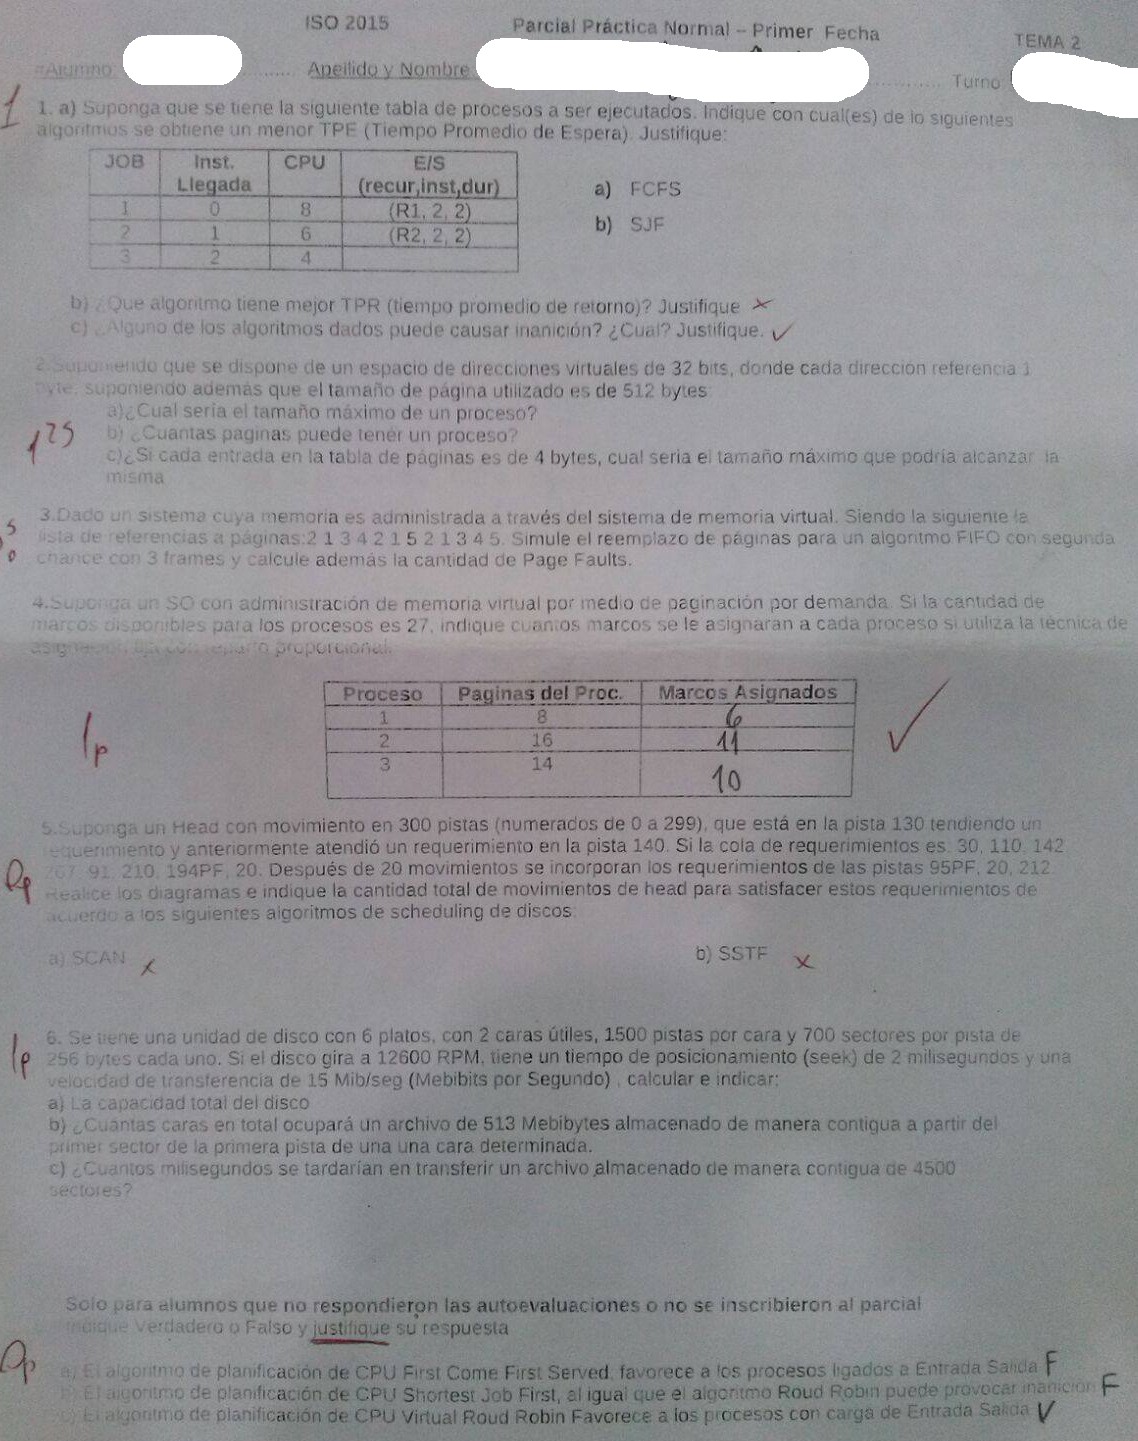 ISO 2015 Parcial Práctica Normal – Primer Fecha TEMA 2
Alumno: Apellido y Nombre Turno:
1
1. a) Suponga que se tiene la siguiente tabla de procesos a ser ejecutados. Indique con cual(es) de lo siguientes
algoritmos se obtiene un menor TPE (Tiempo Promedio de Espera). Justifique:
JOB Inst. Llegada CPU E/S (recur,inst,dur)
1 0 8 (R1, 2, 2)
2 1 6 (R2, 2, 2)
3 2 4
a) FCFS
b) SJF
b) ¿Que algoritmo tiene mejor TPR (tiempo promedio de retorno)? Justifique
c) ¿Alguno de los algoritmos dados puede causar inanición? ¿Cual? Justifique.
2.Suponiendo que se dispone de un espacio de direcciones virtuales de 32 bits, donde cada dirección referencia 1
byte, suponiendo además que el tamaño de página utilizado es de 512 bytes
a)¿Cual sería el tamaño máximo de un proceso?
b) ¿Cuantas paginas puede tener un proceso?
c)¿Si cada entrada en la tabla de páginas es de 4 bytes, cual seria el tamaño máximo que podría alcanzar la
misma
1 25
3.Dado un sistema cuya memoria es administrada a través del sistema de memoria virtual. Siendo la siguiente la
lista de referencias a páginas:2 1 3 4 2 1 5 2 1 3 4 5. Simule el reemplazo de páginas para un algoritmo FIFO con segunda
chance con 3 frames y calcule además la cantidad de Page Faults.
4.Suponga un SO con administración de memoria virtual por medio de paginación por demanda. Si la cantidad de
marcos disponibles para los procesos es 27, indique cuantos marcos se le asignaran a cada proceso si utiliza la técnica de
asignación fija con reparto proporcional.
Proceso Paginas del Proc. Marcos Asignados
1 8 6
2 16 11
3 14 10
1p
5.Suponga un Head con movimiento en 300 pistas (numerados de 0 a 299), que está en la pista 130 tendiendo un
requerimiento y anteriormente atendió un requerimiento en la pista 140. Si la cola de requerimientos es: 30, 110, 142
91, 210, 194PF, 20. Después de 20 movimientos se incorporan los requerimientos de las pistas 95PF, 20, 212.
Realice los diagramas e indique la cantidad total de movimientos de head para satisfacer estos requerimientos de
acuerdo a los siguientes algoritmos de scheduling de discos:
0p
a) SCAN b) SSTF
6. Se tiene una unidad de disco con 6 platos, con 2 caras útiles, 1500 pistas por cara y 700 sectores por pista de
256 bytes cada uno. Si el disco gira a 12600 RPM, tiene un tiempo de posicionamiento (seek) de 2 milisegundos y una
velocidad de transferencia de 15 Mib/seg (Mebibits por Segundo) , calcular e indicar:
1p
a) La capacidad total del disco
b) ¿Cuántas caras en total ocupará un archivo de 513 Mebibytes almacenado de manera contigua a partir del
primer sector de la primera pista de una una cara determinada.
c) ¿Cuantos milisegundos se tardarían en transferir un archivo almacenado de manera contigua de 4500
sectores?
Solo para alumnos que no respondieron las autoevaluaciones o no se inscribieron al parcial
Indique Verdadero o Falso y justifique su respuesta
0p
a) El algoritmo de planificación de CPU First Come First Served, favorece a los procesos ligados a Entrada Salida F
b) El algoritmo de planificación de CPU Shortest Job First, al igual que el algoritmo Roud Robin puede provocar inanicion F
c) El algoritmo de planificación de CPU Virtual Roud Robin Favorece a los procesos con carga de Entrada Salida V